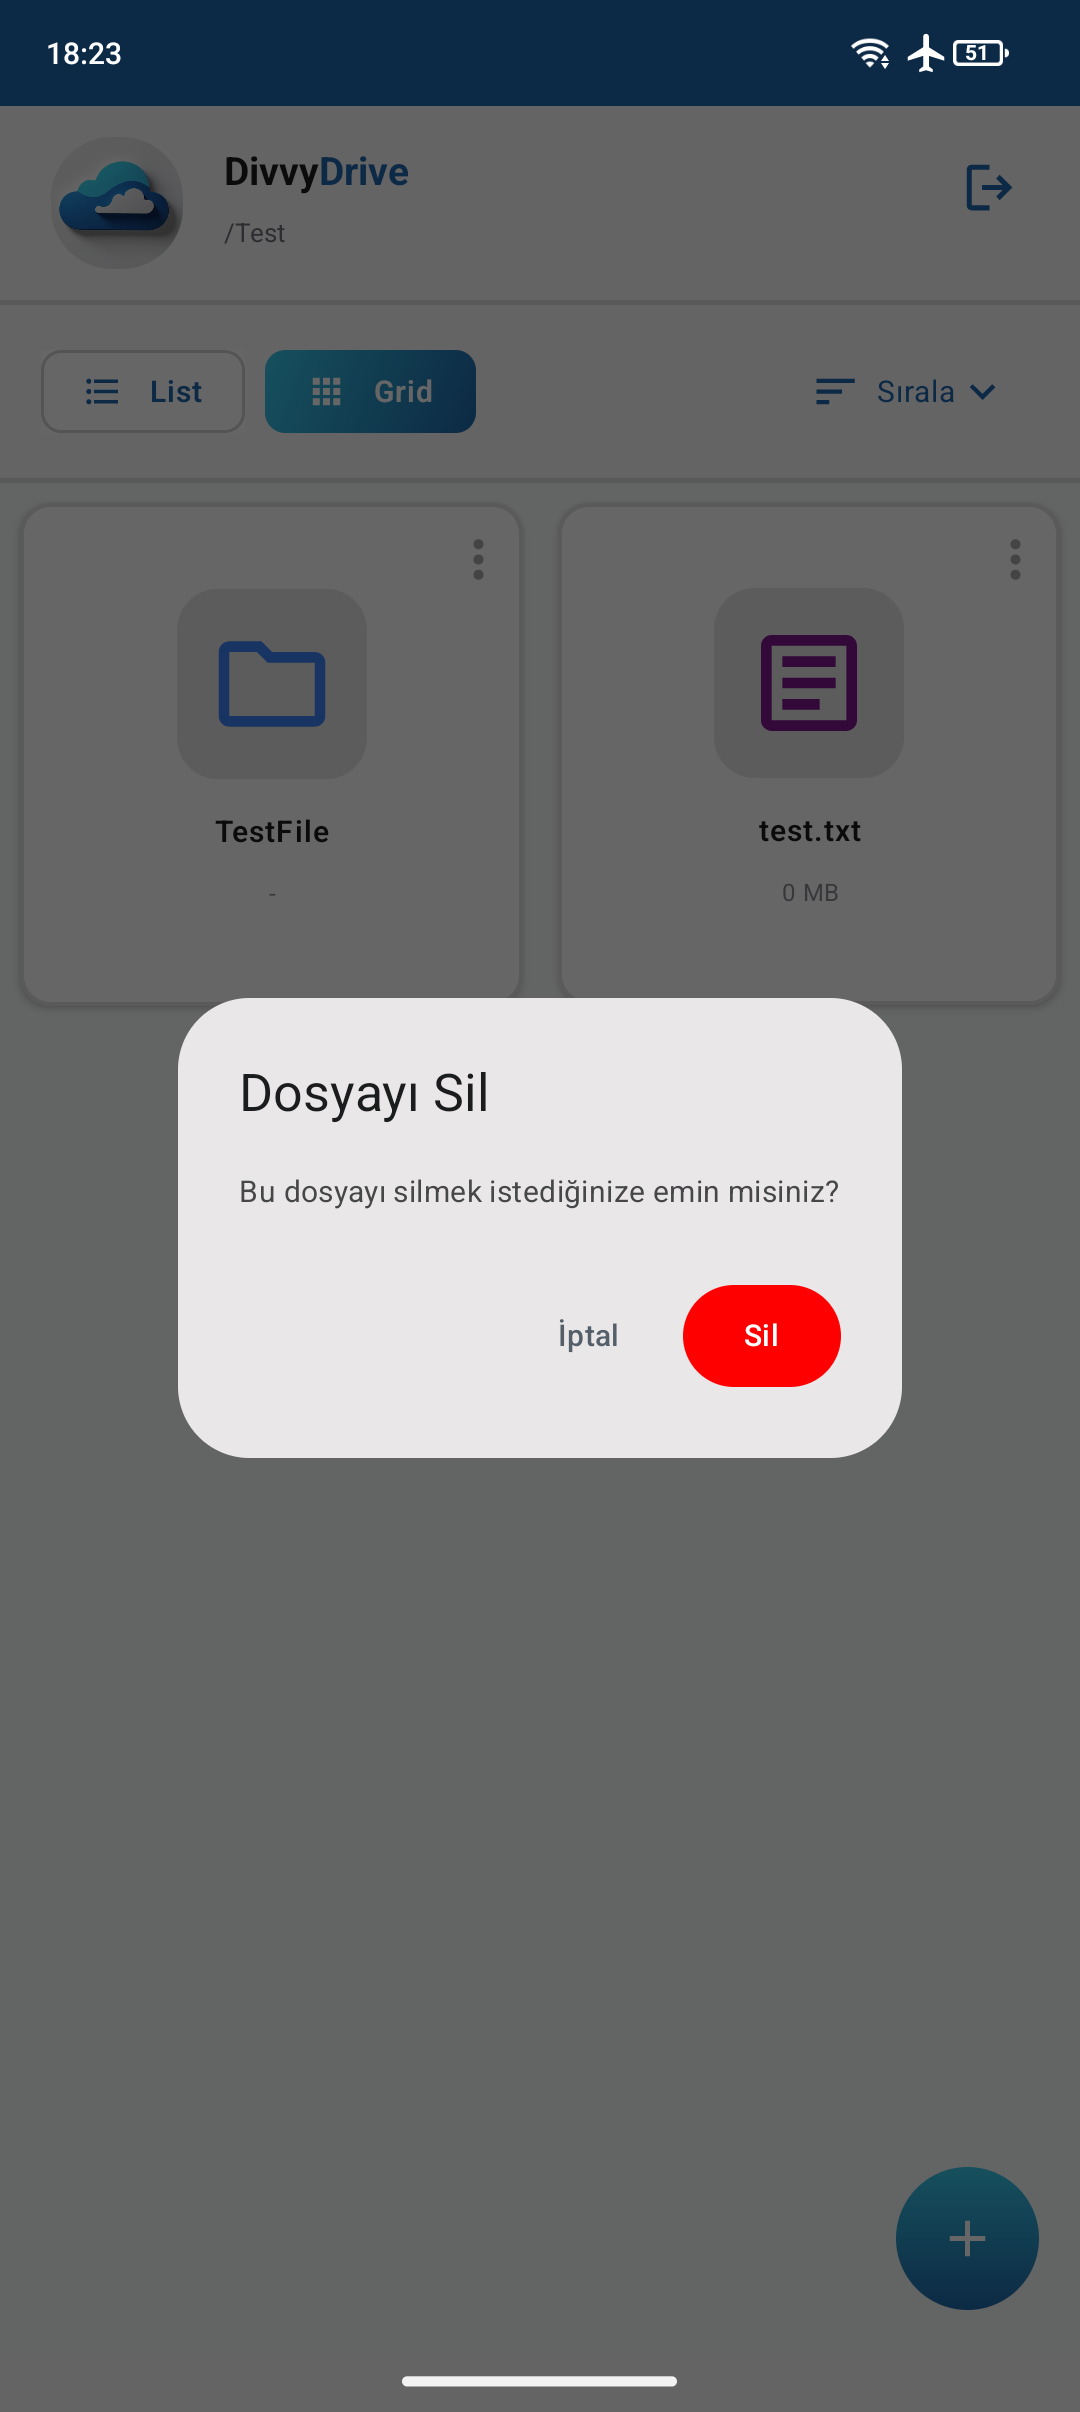 18:23
51
DivvyDrive
/Test
List
Grid
Sırala
TestFile
-
test.txt
0 MB
Dosyayı Sil
Bu dosyayı silmek istediğinize emin misiniz?
İptal
Sil